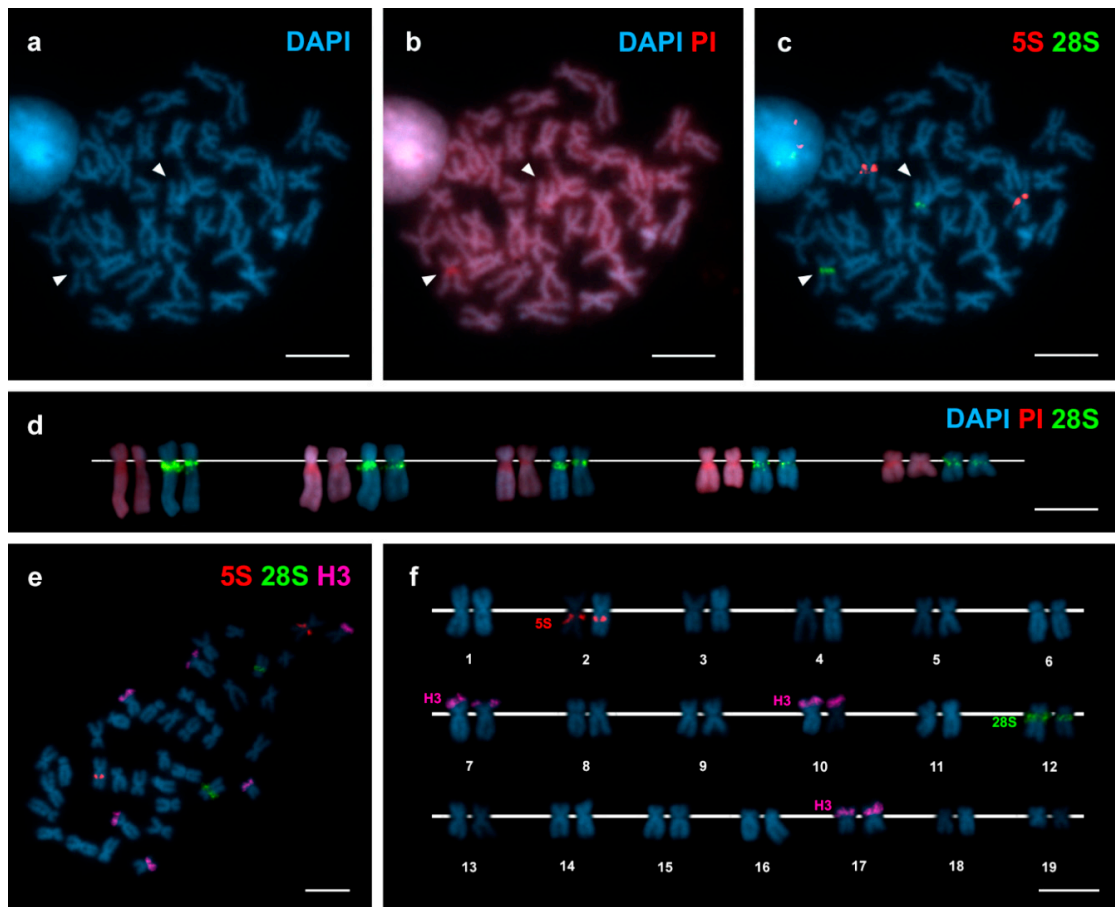 a DAPI
b DAPI PI
c 5S 28S
d DAPI PI 28S
e 5S 28S H3
f
5S
1 2 3 4 5 6
H3 H3 28S
7 8 9 10 11 12
H3
13 14 15 16 17 18 19